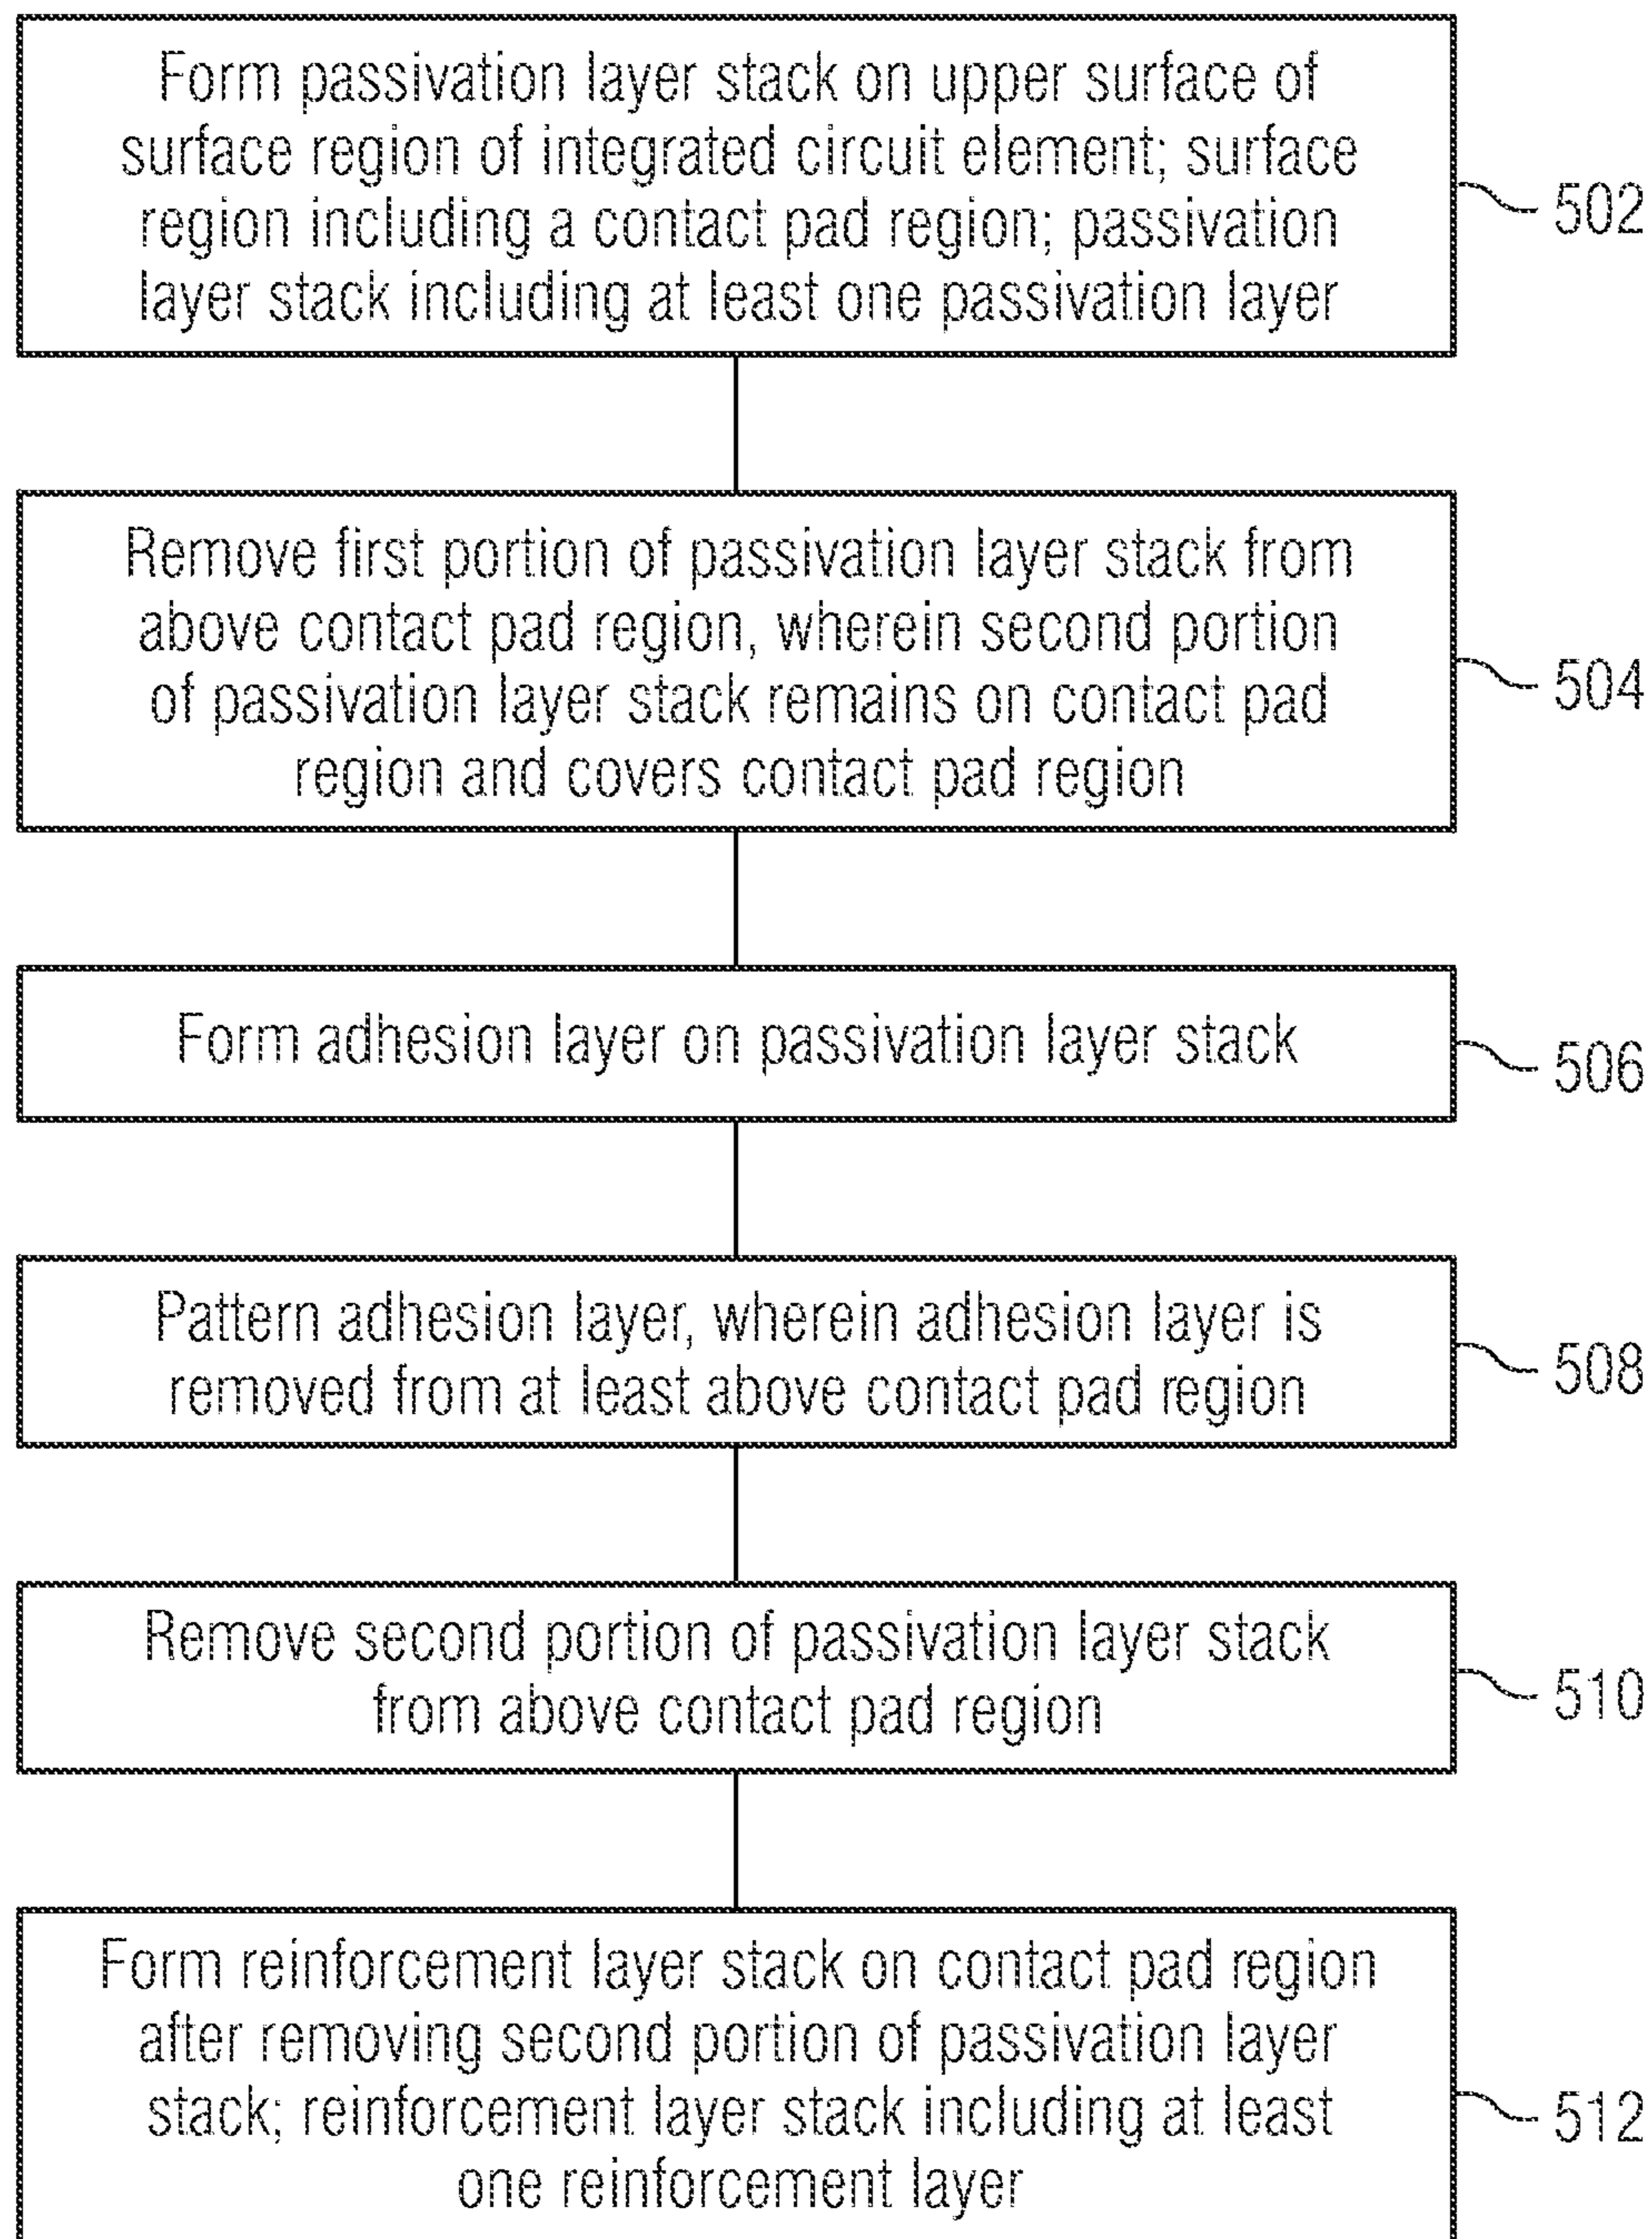 Form passivation layer stack on upper surface of
surface region of integrated circuit element; surface
region including a contact pad region; passivation
layer stack including at least one passivation layer
502
Remove first portion of passivation layer stack from
above contact pad region, wherein second portion
of passivation layer stack remains on contact pad
region and covers contact pad region
504
Form adhesion layer on passivation layer stack
506
Pattern adhesion layer, wherein adhesion layer is
removed from at least above contact pad region
508
Remove second portion of passivation layer stack
from above contact pad region
510
Form reinforcement layer stack on contact pad region
after removing second portion of passivation layer
stack; reinforcement layer stack including at least
one reinforcement layer
512